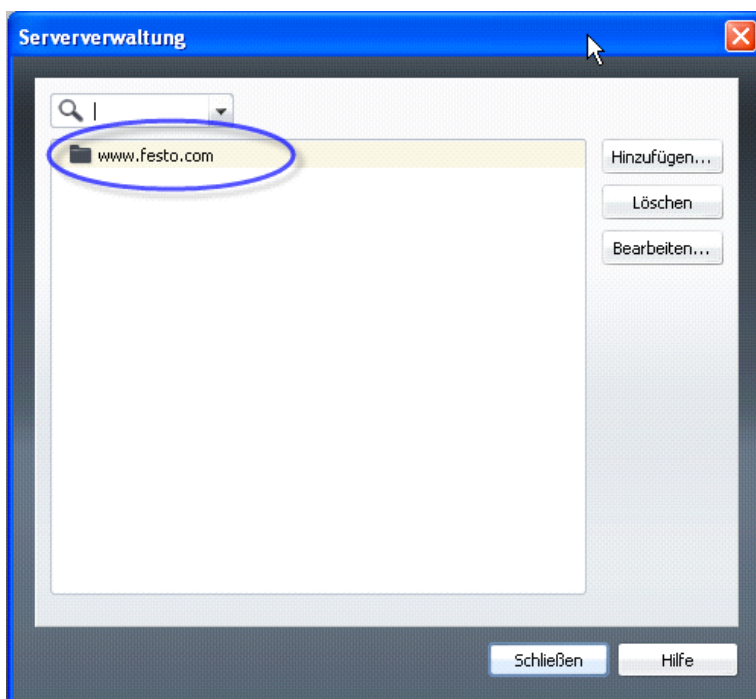 Serververwaltung
www.festo.com
Hinzufügen...
Löschen
Bearbeiten...
Schließen
Hilfe